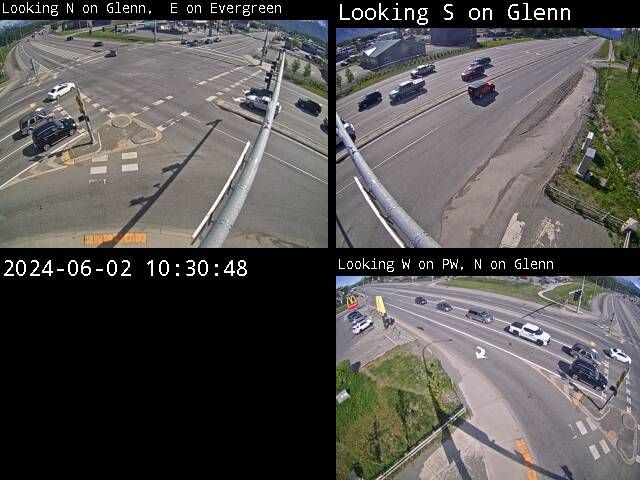 Looking N on Glenn,  E on Evergreen
Looking S on Glenn
2024-06-02 10:30:48
Looking W on PW, N on Glenn